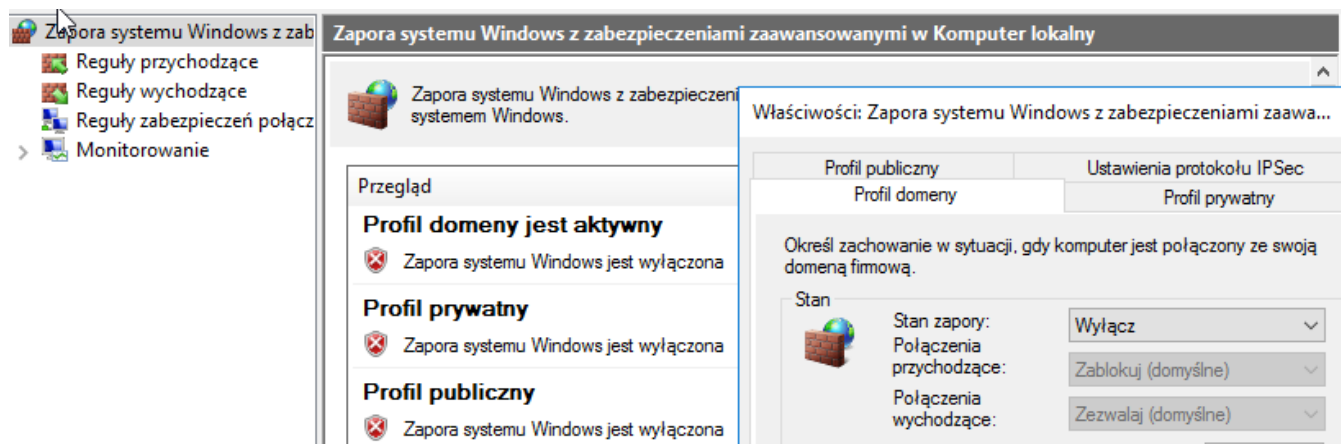 Zapora systemu Windows z zab
Reguły przychodzące
Reguły wychodzące
Reguły zabezpieczeń połącz
Monitorowanie
Zapora systemu Windows z zabezpieczeniami zaawansowanymi w Komputer lokalny
Zapora systemu Windows z zabezpieczeni
systemem Windows.
Przegląd
Profil domeny jest aktywny
Zapora systemu Windows jest wyłączona
Profil prywatny
Zapora systemu Windows jest wyłączona
Profil publiczny
Zapora systemu Windows jest wyłączona
Właściwości: Zapora systemu Windows z zabezpieczeniami zaawa...
Profil publiczny
Ustawienia protokołu IPSec
Profil domeny
Profil prywatny
Określ zachowanie w sytuacji, gdy komputer jest połączony ze swoją
domeną firmową.
Stan
Stan zapory:
Wyłącz
Połączenia
przychodzące:
Zablokuj (domyślne)
Połączenia
wychodzące:
Zezwalaj (domyślne)